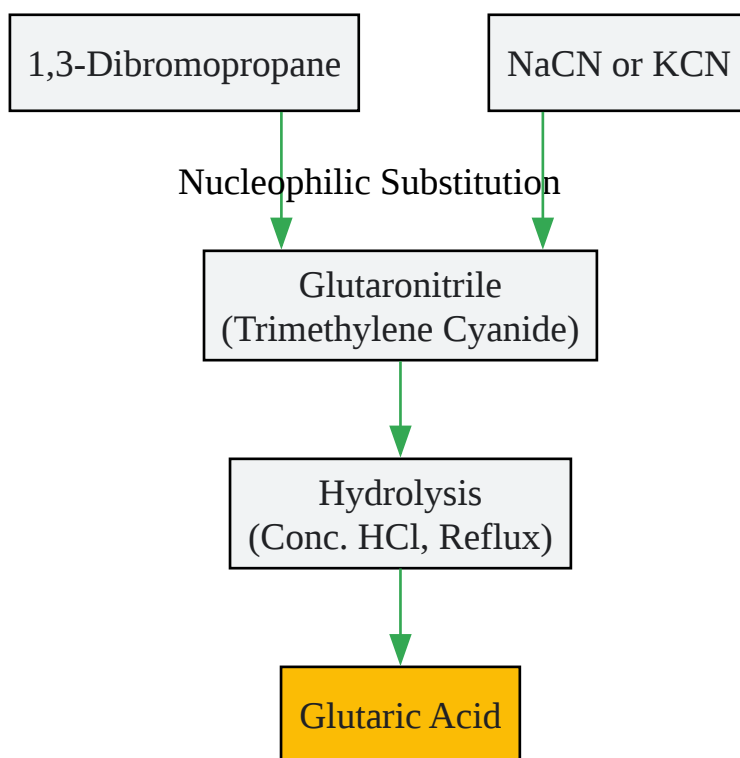 1,3-Dibromopropane
NaCN or KCN
Nucleophilic Substitution
Glutaronitrile
(Trimethylene Cyanide)
Hydrolysis
(Conc. HCl, Reflux)
Glutaric Acid